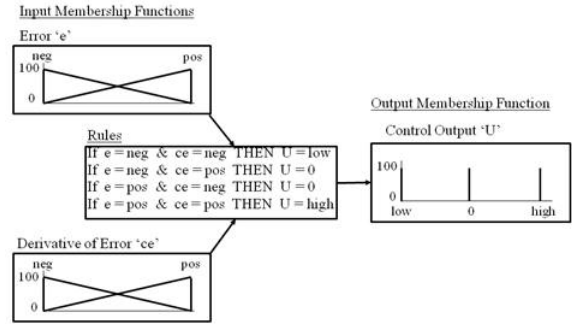 Input Membership Functions
Error ‘e’
neg pos
100
0
Rules
If e = neg & ce = neg THEN U = low
If e = neg & ce = pos THEN U = 0
If e = pos & ce = neg THEN U = 0
If e = pos & ce = pos THEN U = high
Derivative of Error ‘ce’
neg pos
100
0
Output Membership Function
Control Output ‘U’
100
0
low 0 high